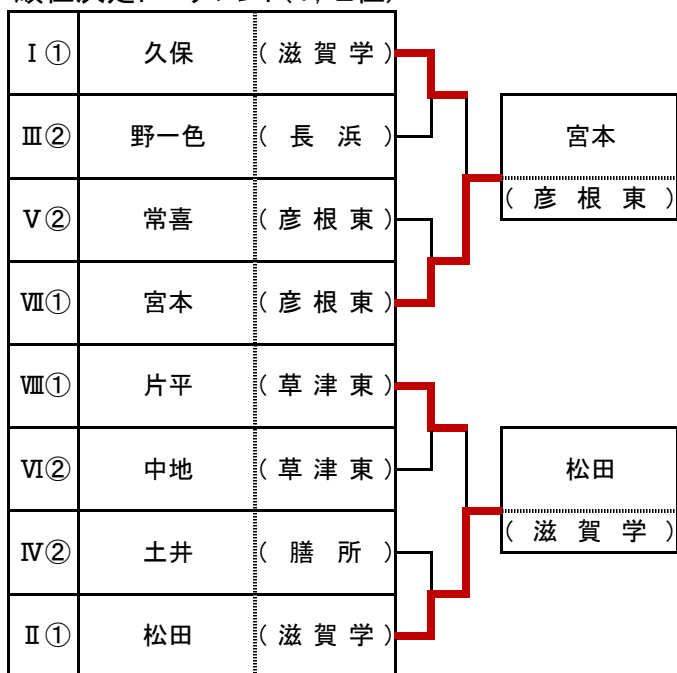 Ⅰ① 久保 (滋賀学)
Ⅲ② 野一色 (長浜)
宮本
(彦根東)
Ⅴ② 常喜 (彦根東)
Ⅶ① 宮本 (彦根東)
Ⅷ① 片平 (草津東)
Ⅵ② 中地 (草津東)
松田
(滋賀学)
Ⅳ② 土井 (膳所)
Ⅱ① 松田 (滋賀学)